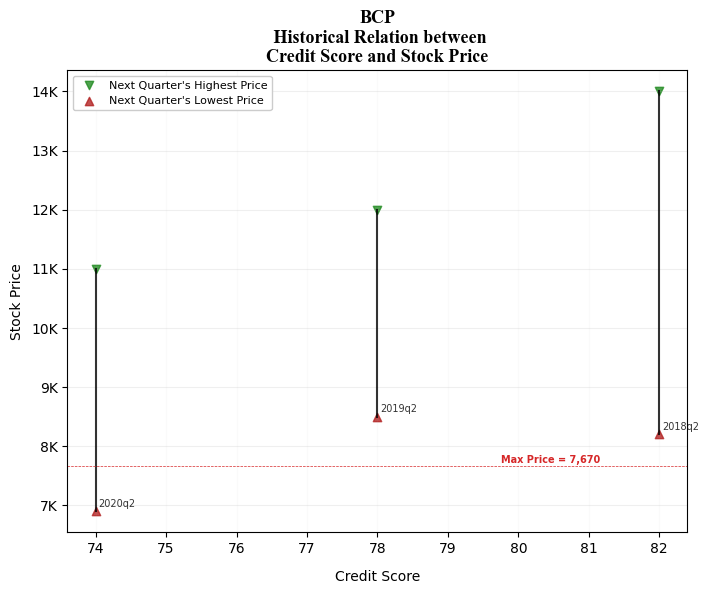 BCP
Historical Relation between
Credit Score and Stock Price
Next Quarter's Highest Price
Next Quarter's Lowest Price
14K
13K
12K
11K
10K
9K
8K
7K
Stock Price
2019q2
2018q2
Max Price = 7,670
2020q2
74 75 76 77 78 79 80 81 82
Credit Score